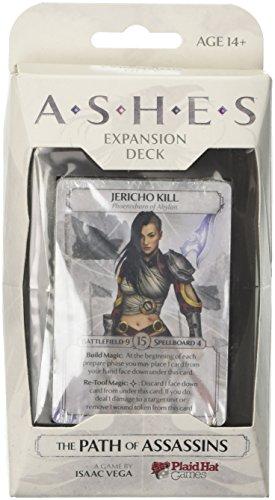 AGE 14+
A·S·H·E·S
EXPANSION
DECK
JERICHO KILL
Phoenixborn of Abylon
BATTLEFIELD 9 15 SPELLBOARD 4
Build Magic: At the beginning of each
prepare phase you may place 1 card from
your hand face down under this card.
Re-Tool Magic: : Discard 1 face down
card from under this card. If you do
deal 1 damage to a target unit or
remove 1 wound token from this card
THE PATH OF ASSASSINS
A GAME BY
ISAAC VEGA
Plaid Hat
Games